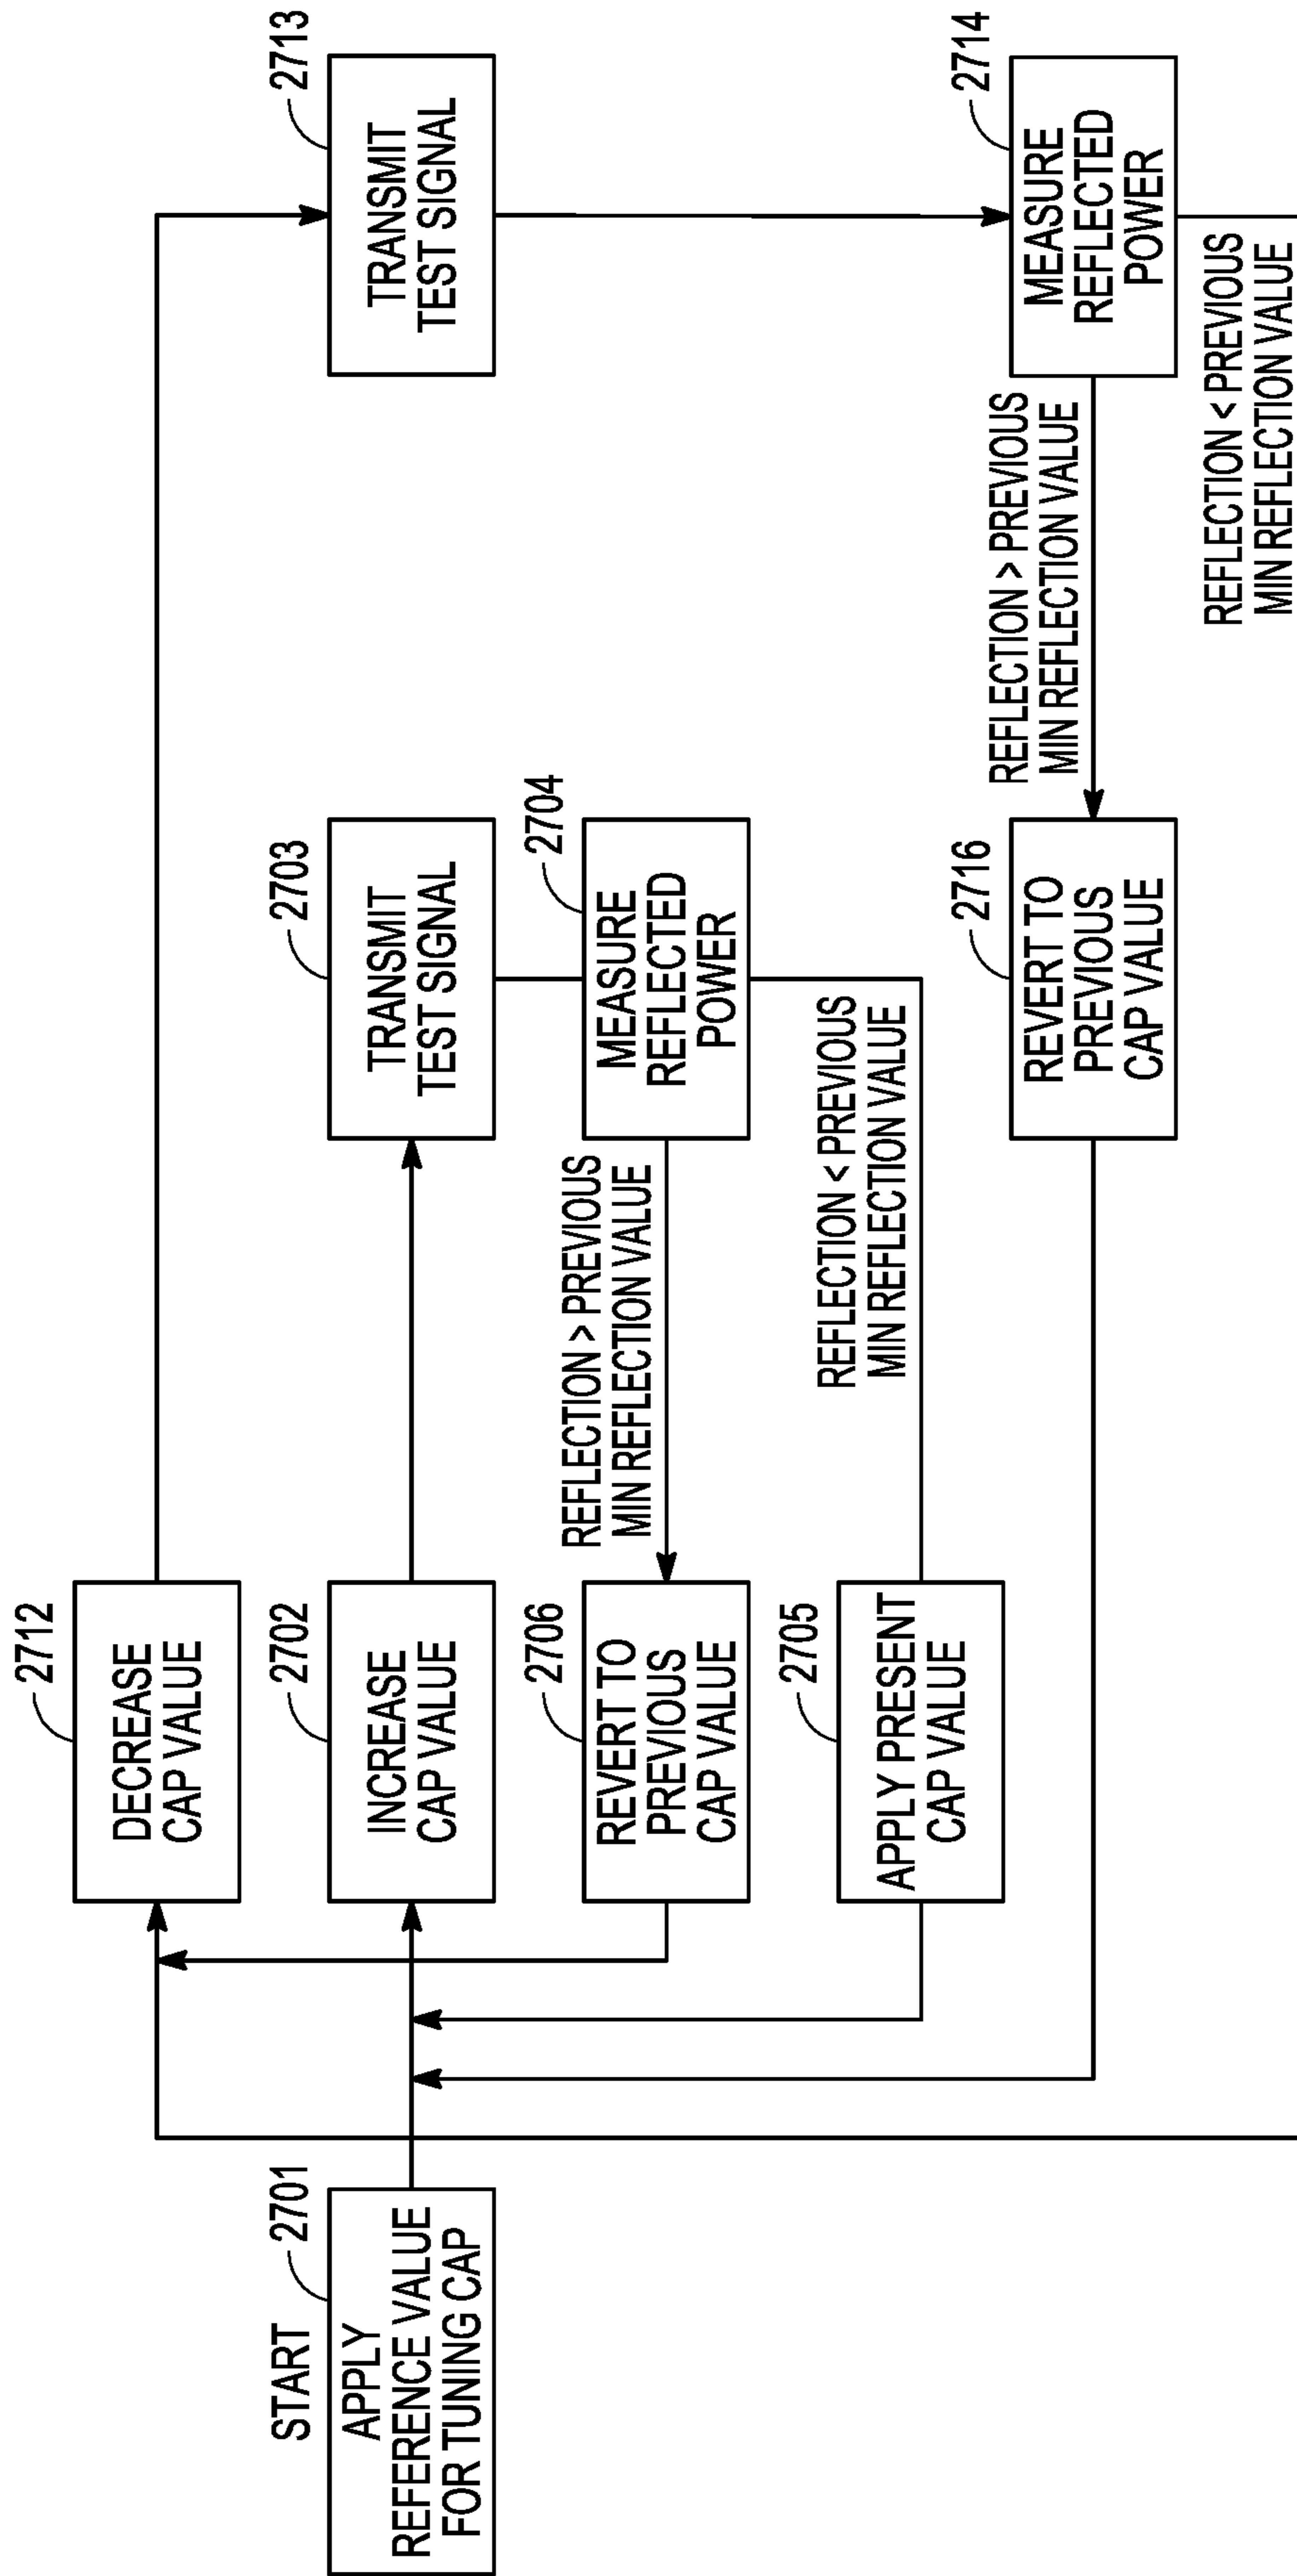 START
2701
APPLY
REFERENCE VALUE
FOR TUNING CAP
2712
DECREASE
CAP VALUE
2702
INCREASE
CAP VALUE
2706
REVERT TO
PREVIOUS
CAP VALUE
2705
APPLY PRESENT
CAP VALUE
2703
TRANSMIT
TEST SIGNAL
2704
MEASURE
REFLECTED
POWER
REFLECTION > PREVIOUS
MIN REFLECTION VALUE
REFLECTION < PREVIOUS
MIN REFLECTION VALUE
2716
REVERT TO
PREVIOUS
CAP VALUE
2713
TRANSMIT
TEST SIGNAL
2714
MEASURE
REFLECTED
POWER
REFLECTION > PREVIOUS
MIN REFLECTION VALUE
REFLECTION < PREVIOUS
MIN REFLECTION VALUE